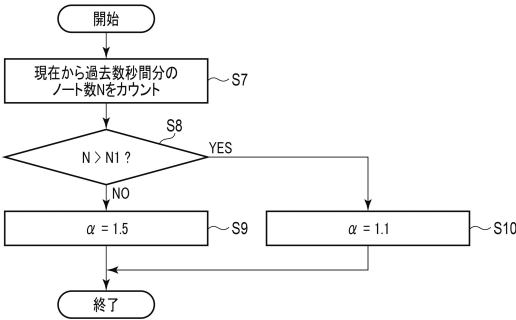 開始
現在から過去数秒間分の
ノート数Nをカウント
S7
S8
N > N1 ?
YES
NO
α = 1.5
S9
α = 1.1
S10
終了